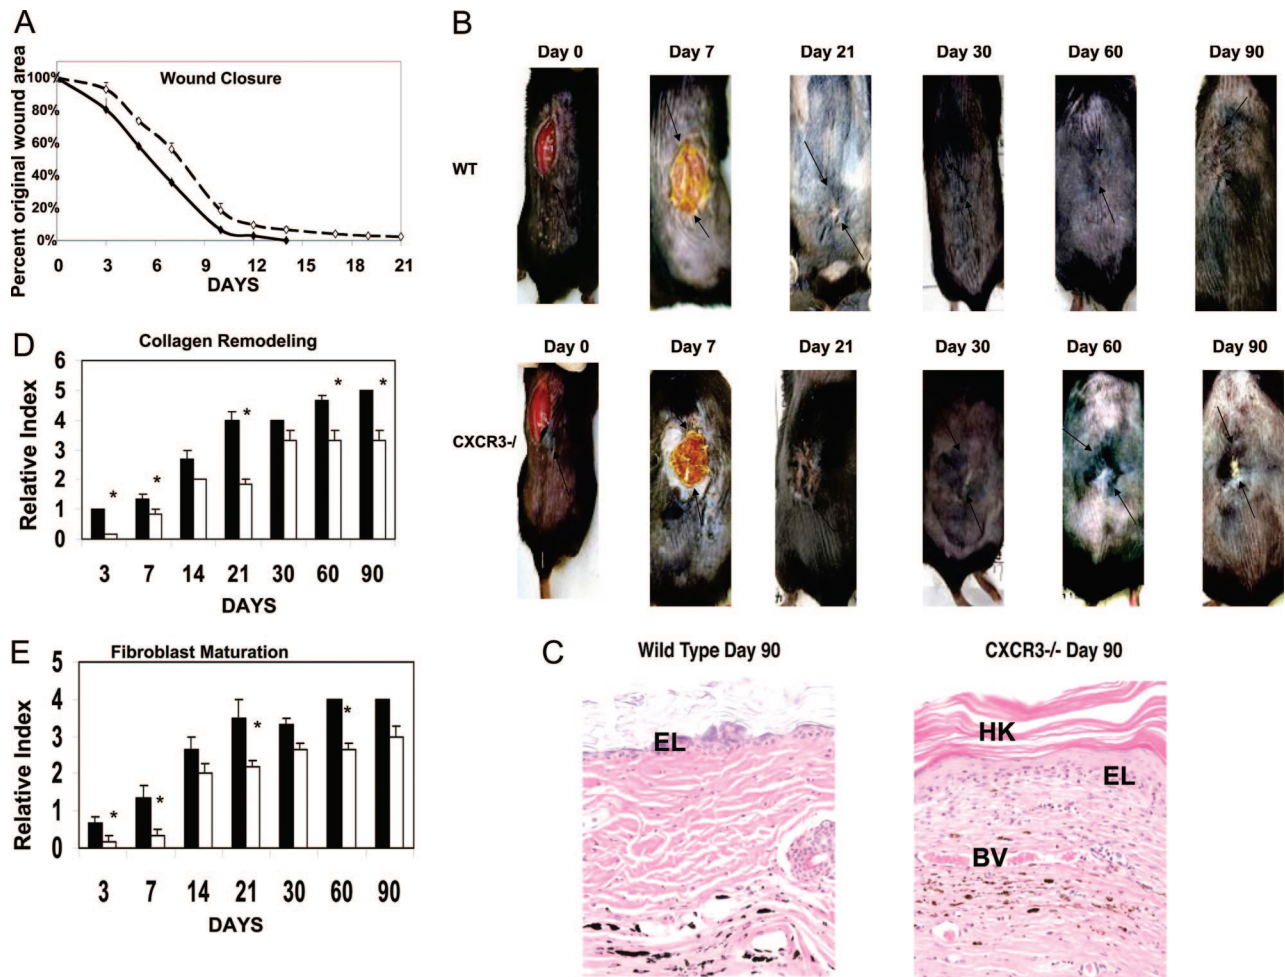 A
Wound Closure
Percent original wound area
100%
80%
60%
40%
20%
0%
0 3 6 9 12 15 18 21
DAYS
B
Day 0 Day 7 Day 21 Day 30 Day 60 Day 90
WT
Day 0 Day 7 Day 21 Day 30 Day 60 Day 90
CXCR3-/
D
Collagen Remodeling
Relative Index
6
5
4
3
2
1
0
* * * * *
3 7 14 21 30 60 90
DAYS
E
Fibroblast Maturation
Relative Index
5
4
3
2
1
0
* * * *
3 7 14 21 30 60 90
DAYS
C
Wild Type Day 90 CXCR3-/- Day 90
EL
HK
EL
BV